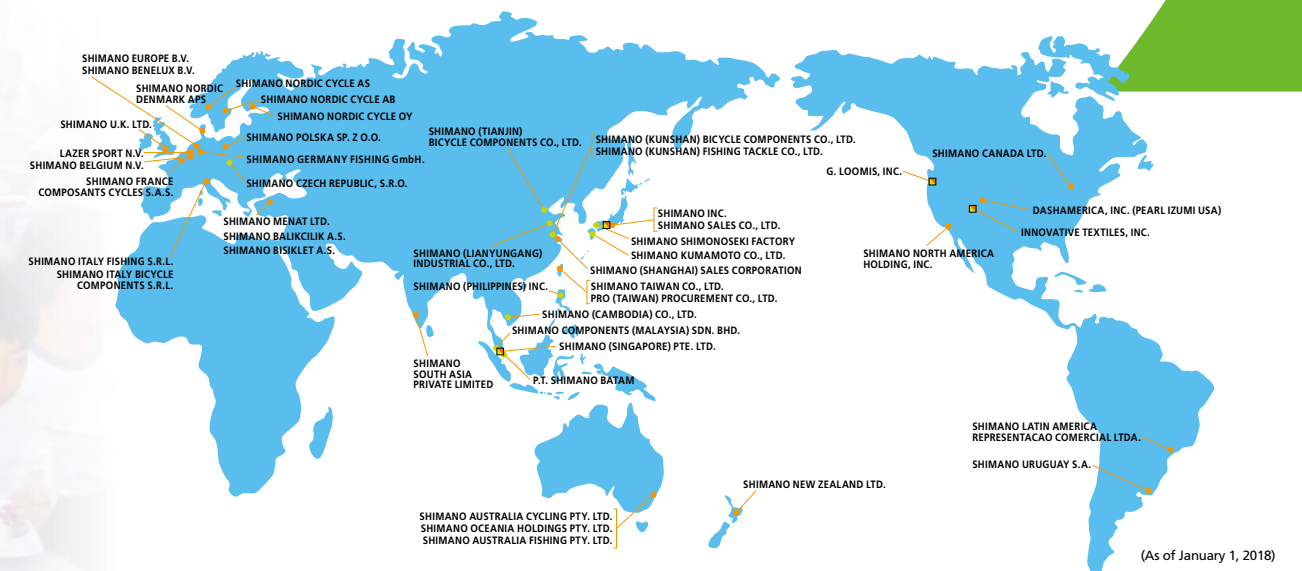 SHIMANO EUROPE B.V.
SHIMANO BENELUX B.V.
SHIMANO NORDIC
DENMARK APS
SHIMANO NORDIC CYCLE AS
SHIMANO NORDIC CYCLE AB
SHIMANO NORDIC CYCLE OY
SHIMANO U.K. LTD.
SHIMANO POLSKA SP. Z O.O.
LAZER SPORT N.V.
SHIMANO BELGIUM N.V.
SHIMANO GERMANY FISHING GmbH.
SHIMANO FRANCE
COMPOSANTS CYCLES S.A.S.
SHIMANO CZECH REPUBLIC, S.R.O.
SHIMANO MENAT LTD.
SHIMANO BALIKCILIK A.S.
SHIMANO BISIKLET A.S.
SHIMANO ITALY FISHING S.R.L.
SHIMANO ITALY BICYCLE
COMPONENTS S.R.L.
SHIMANO (TIANJIN)
BICYCLE COMPONENTS CO., LTD.
SHIMANO (KUNSHAN) BICYCLE COMPONENTS CO., LTD.
SHIMANO (KUNSHAN) FISHING TACKLE CO., LTD.
SHIMANO INC.
SHIMANO SALES CO., LTD.
SHIMANO SHIMONOSEKI FACTORY
SHIMANO KUMAMOTO CO., LTD.
SHIMANO (LIANYUNGANG)
INDUSTRIAL CO., LTD.
SHIMANO (SHANGHAI) SALES CORPORATION
SHIMANO (PHILIPPINES) INC.
SHIMANO TAIWAN CO., LTD.
PRO (TAIWAN) PROCUREMENT CO., LTD.
SHIMANO (CAMBODIA) CO., LTD.
SHIMANO COMPONENTS (MALAYSIA) SDN. BHD.
SHIMANO (SINGAPORE) PTE. LTD.
SHIMANO
SOUTH ASIA
PRIVATE LIMITED
P.T. SHIMANO BATAM
SHIMANO AUSTRALIA CYCLING PTY. LTD.
SHIMANO OCEANIA HOLDINGS PTY. LTD.
SHIMANO AUSTRALIA FISHING PTY. LTD.
SHIMANO NEW ZEALAND LTD.
G. LOOMIS, INC.
SHIMANO CANADA LTD.
DASHAMERICA, INC. (PEARL IZUMI USA)
INNOVATIVE TEXTILES, INC.
SHIMANO NORTH AMERICA
HOLDING, INC.
SHIMANO LATIN AMERICA
REPRESENTACAO COMERCIAL LTDA.
SHIMANO URUGUAY S.A.
(As of January 1, 2018)